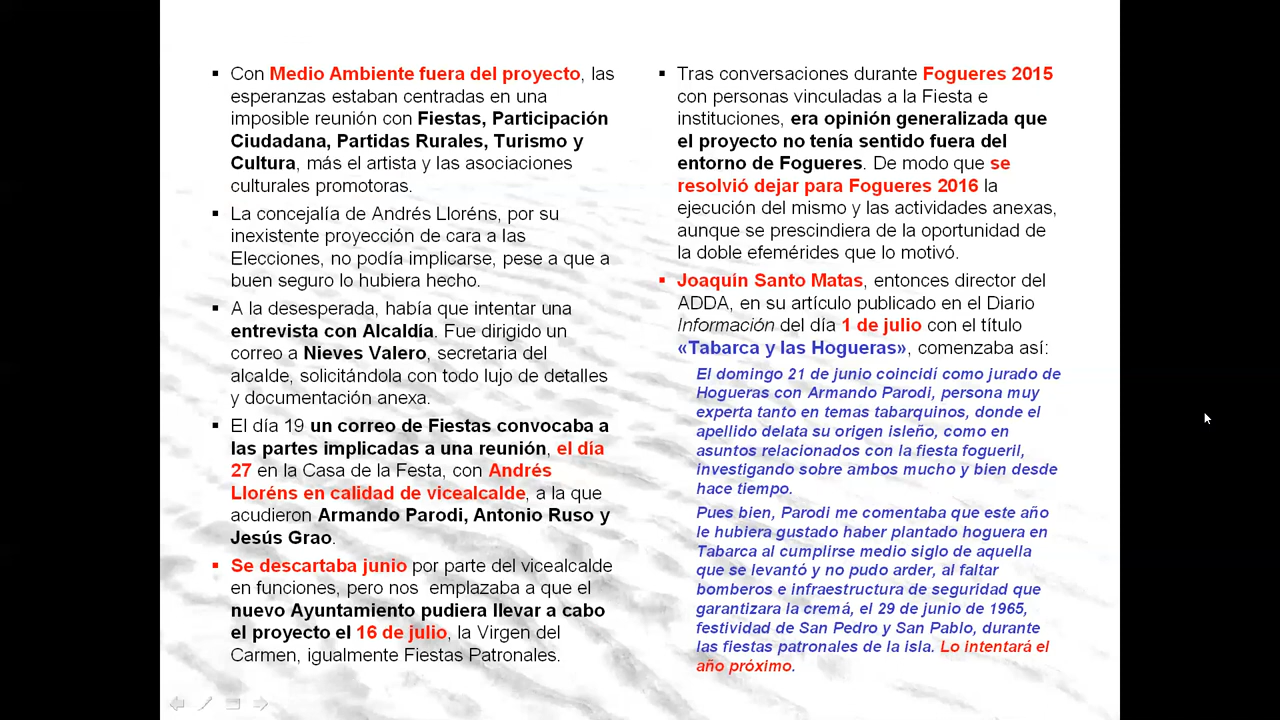 ▪ Con Medio Ambiente fuera del proyecto, las
esperanzas estaban centradas en una
imposible reunión con Fiestas, Participación
Ciudadana, Partidas Rurales, Turismo y
Cultura, más el artista y las asociaciones
culturales promotoras.
▪ La concejalía de Andrés Lloréns, por su
inexistente proyección de cara a las
Elecciones, no podía implicarse, pese a que a
buen seguro lo hubiera hecho.
▪ A la desesperada, había que intentar una
entrevista con Alcaldía. Fue dirigido un
correo a Nieves Valero, secretaria del
alcalde, solicitándola con todo lujo de detalles
y documentación anexa.
▪ El día 19 un correo de Fiestas convocaba a
las partes implicadas a una reunión, el día
27 en la Casa de la Festa, con Andrés
Lloréns en calidad de vicealcalde, a la que
acudieron Armando Parodi, Antonio Ruso y
Jesús Grao.
▪ Se descartaba junio por parte del vicealcalde
en funciones, pero nos emplazaba a que el
nuevo Ayuntamiento pudiera llevar a cabo
el proyecto el 16 de julio, la Virgen del
Carmen, igualmente Fiestas Patronales.
▪ Tras conversaciones durante Fogueres 2015
con personas vinculadas a la Fiesta e
instituciones, era opinión generalizada que
el proyecto no tenía sentido fuera del
entorno de Fogueres. De modo que se
resolvió dejar para Fogueres 2016 la
ejecución del mismo y las actividades anexas,
aunque se prescindiera de la oportunidad de
la doble efemérides que lo motivó.
▪ Joaquín Santo Matas, entonces director del
ADDA, en su artículo publicado en el Diario
Información del día 1 de julio con el título
«Tabarca y las Hogueras», comenzaba así:
El domingo 21 de junio coincidí como jurado de
Hogueras con Armando Parodi, persona muy
experta tanto en temas tabarquinos, donde el
apellido delata su origen isleño, como en
asuntos relacionados con la fiesta fogueril,
investigando sobre ambos mucho y bien desde
hace tiempo.
Pues bien, Parodi me comentaba que este año
le hubiera gustado haber plantado hoguera en
Tabarca al cumplirse medio siglo de aquella
que se levantó y no pudo arder, al faltar
bomberos e infraestructura de seguridad que
garantizara la cremá, el 29 de junio de 1965,
festividad de San Pedro y San Pablo, durante
las fiestas patronales de la isla. Lo intentará el
año próximo.